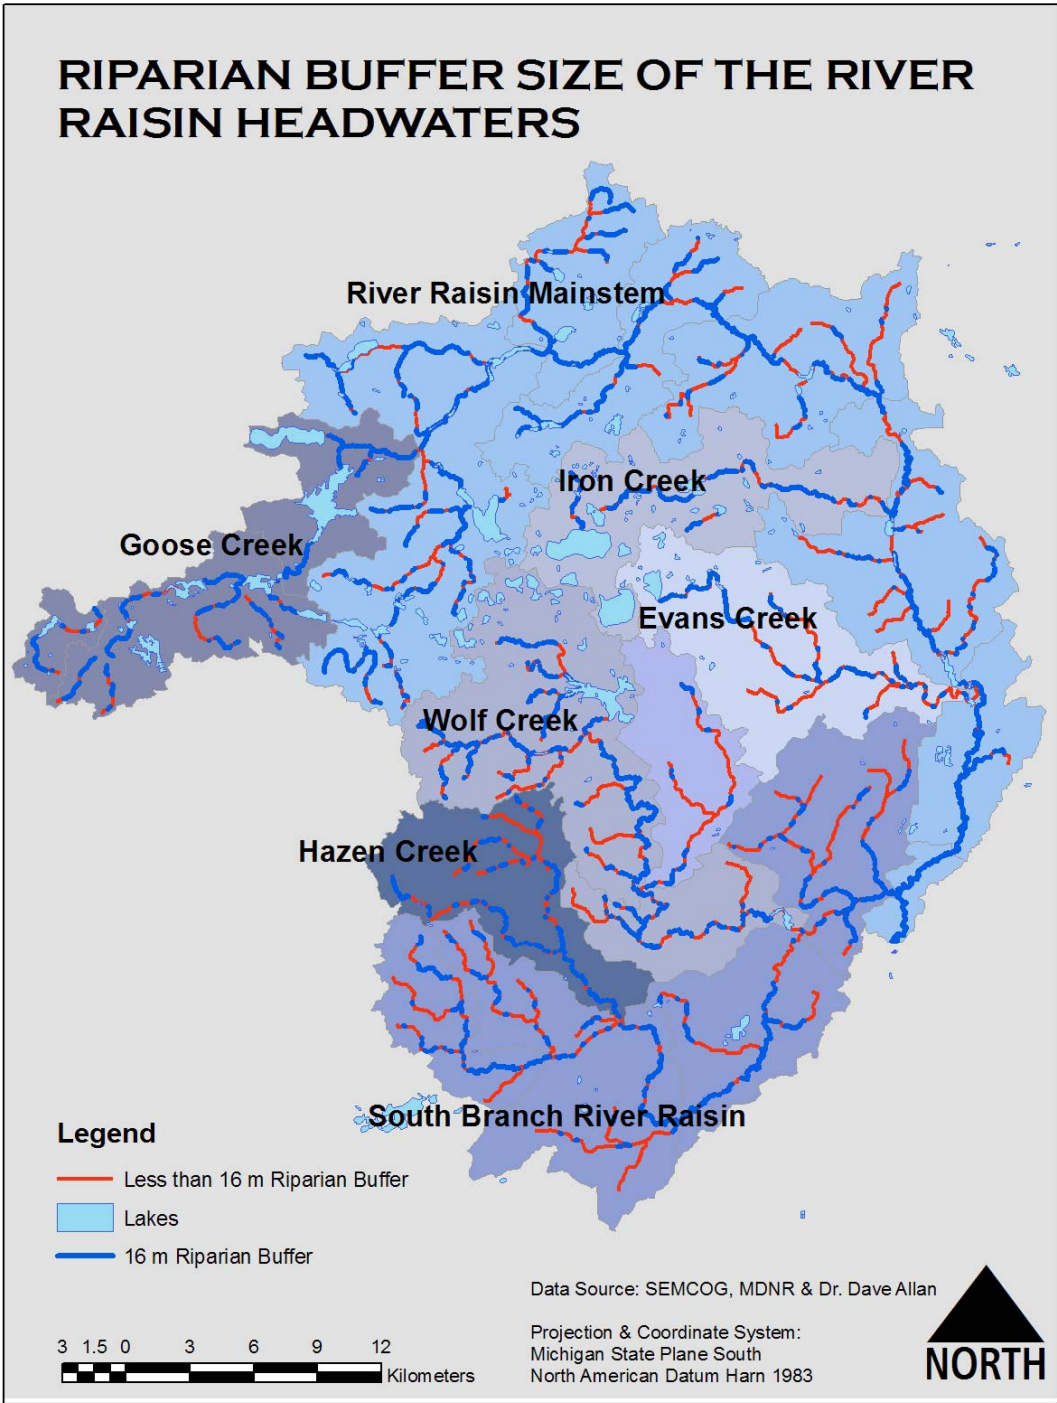 RIPARIAN BUFFER SIZE OF THE RIVER
RAISIN HEADWATERS
River Raisin Mainstem
Iron Creek
Goose Creek
Evans Creek
Wolf Creek
Hazen Creek
South Branch River Raisin
Legend
Less than 16 m Riparian Buffer
Lakes
16 m Riparian Buffer
Data Source: SEMCOG, MDNR & Dr. Dave Allan
Projection & Coordinate System:
Michigan State Plane South
North American Datum Harn 1983
3 1.5 0 3 6 9 12
Kilometers
NORTH